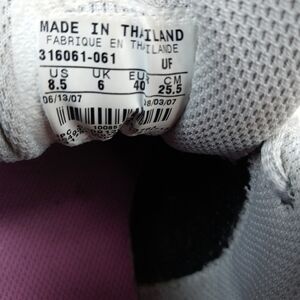 MADE IN THAILAND
FABRIQUE EN THAILANDE
316061-061 UF
US UK EUR CM
8.5 6 40 25.5
06/13/07 08/03/07